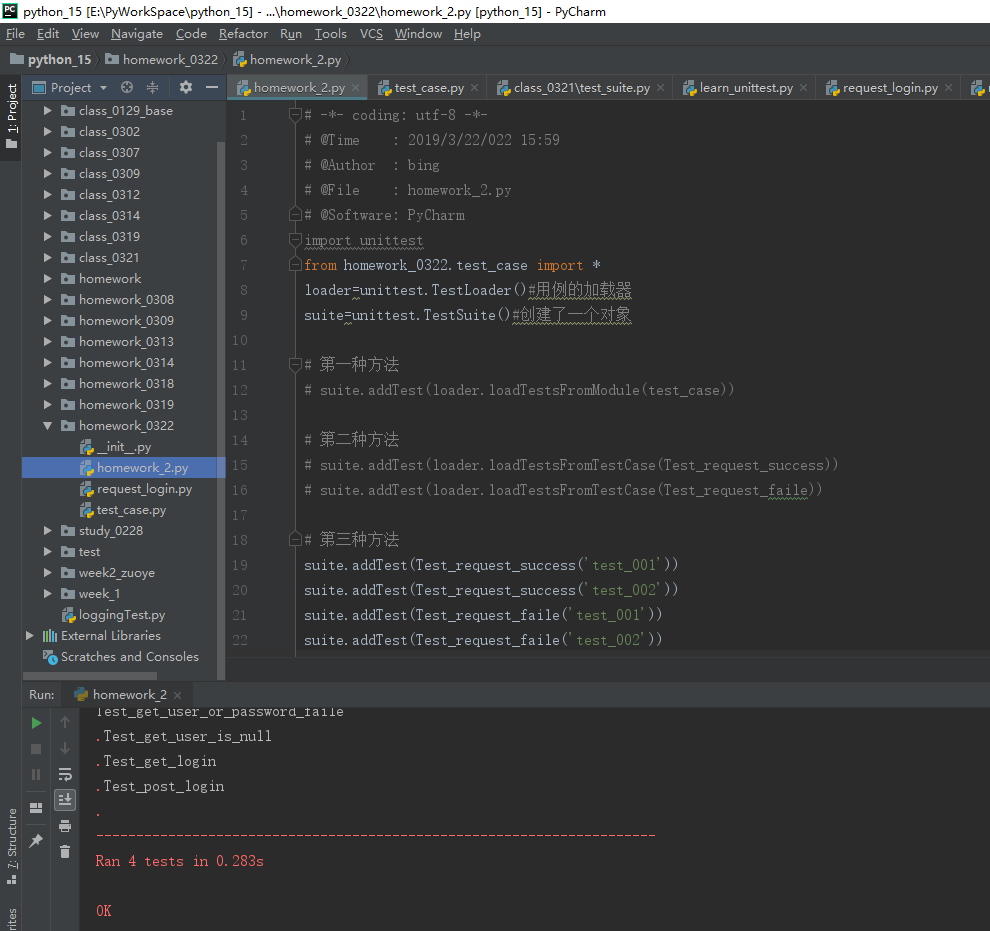 python_15 [E:\PyWorkSpace\python_15] - ...\homework_0322\homework_2.py [python_15] - PyCharm
File Edit View Navigate Code Refactor Run Tools VCS Window Help
python_15 homework_0322 homework_2.py
Project
homework_2.py test_case.py class_0321\test_suite.py learn_unittest.py request_login.py
1: Project
class_0129_base
class_0302
class_0307
class_0309
class_0312
class_0314
class_0319
class_0321
homework
homework_0308
homework_0309
homework_0313
homework_0314
homework_0318
homework_0319
homework_0322
__init__.py
homework_2.py
request_login.py
test_case.py
study_0228
test
week2_zuoye
week_1
loggingTest.py
External Libraries
Scratches and Consoles
1 # -*- coding: utf-8 -*-
2 # @Time    : 2019/3/22/022 15:59
3 # @Author  : bing
4 # @File    : homework_2.py
5 # @Software: PyCharm
6 import unittest
7 from homework_0322.test_case import *
8 loader=unittest.TestLoader()#用例的加载器
9 suite=unittest.TestSuite()#创建了一个对象
10
11 # 第一种方法
12 # suite.addTest(loader.loadTestsFromModule(test_case))
13
14 # 第二种方法
15 # suite.addTest(loader.loadTestsFromTestCase(Test_request_success))
16 # suite.addTest(loader.loadTestsFromTestCase(Test_request_faile))
17
18 # 第三种方法
19 suite.addTest(Test_request_success('test_001'))
20 suite.addTest(Test_request_success('test_002'))
21 suite.addTest(Test_request_faile('test_001'))
22 suite.addTest(Test_request_faile('test_002'))
Run: homework_2
Test_get_user_or_password_faile
.Test_get_user_is_null
.Test_get_login
.Test_post_login
.
----------------------------------------------------------------------
Ran 4 tests in 0.283s
OK
7: Structure